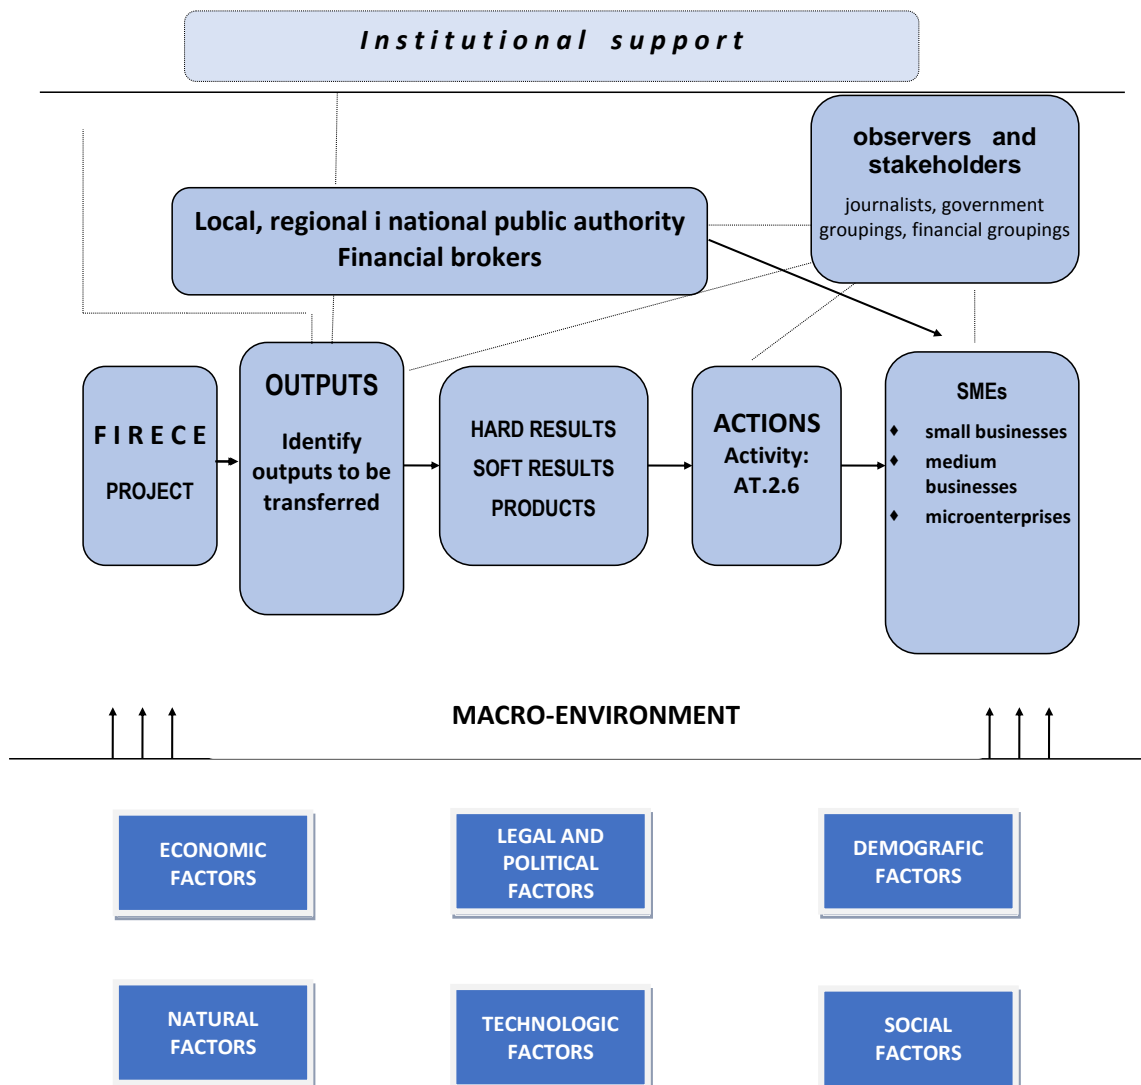 Institutional support
observers and
stakeholders
journalists, government
groupings, financial groupings
Local, regional i national public authority
Financial brokers
FIRECE
PROJECT
OUTPUTS
Identify
outputs to be
transferred
HARD RESULTS
SOFT RESULTS
PRODUCTS
ACTIONS
Activity:
AT.2.6
SMEs
♦ small businesses
♦ medium
businesses
♦ microenterprises
MACRO-ENVIRONMENT
ECONOMIC
FACTORS
LEGAL AND
POLITICAL
FACTORS
DEMOGRAFIC
FACTORS
NATURAL
FACTORS
TECHNOLOGIC
FACTORS
SOCIAL
FACTORS